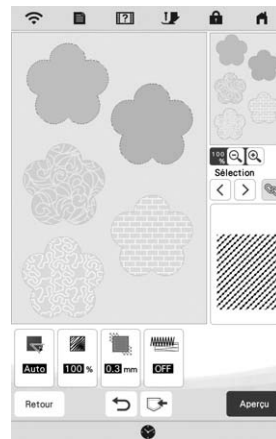 100
%
Sélection
Auto
100 %
0.3 mm
OFF
Retour
Aperçu